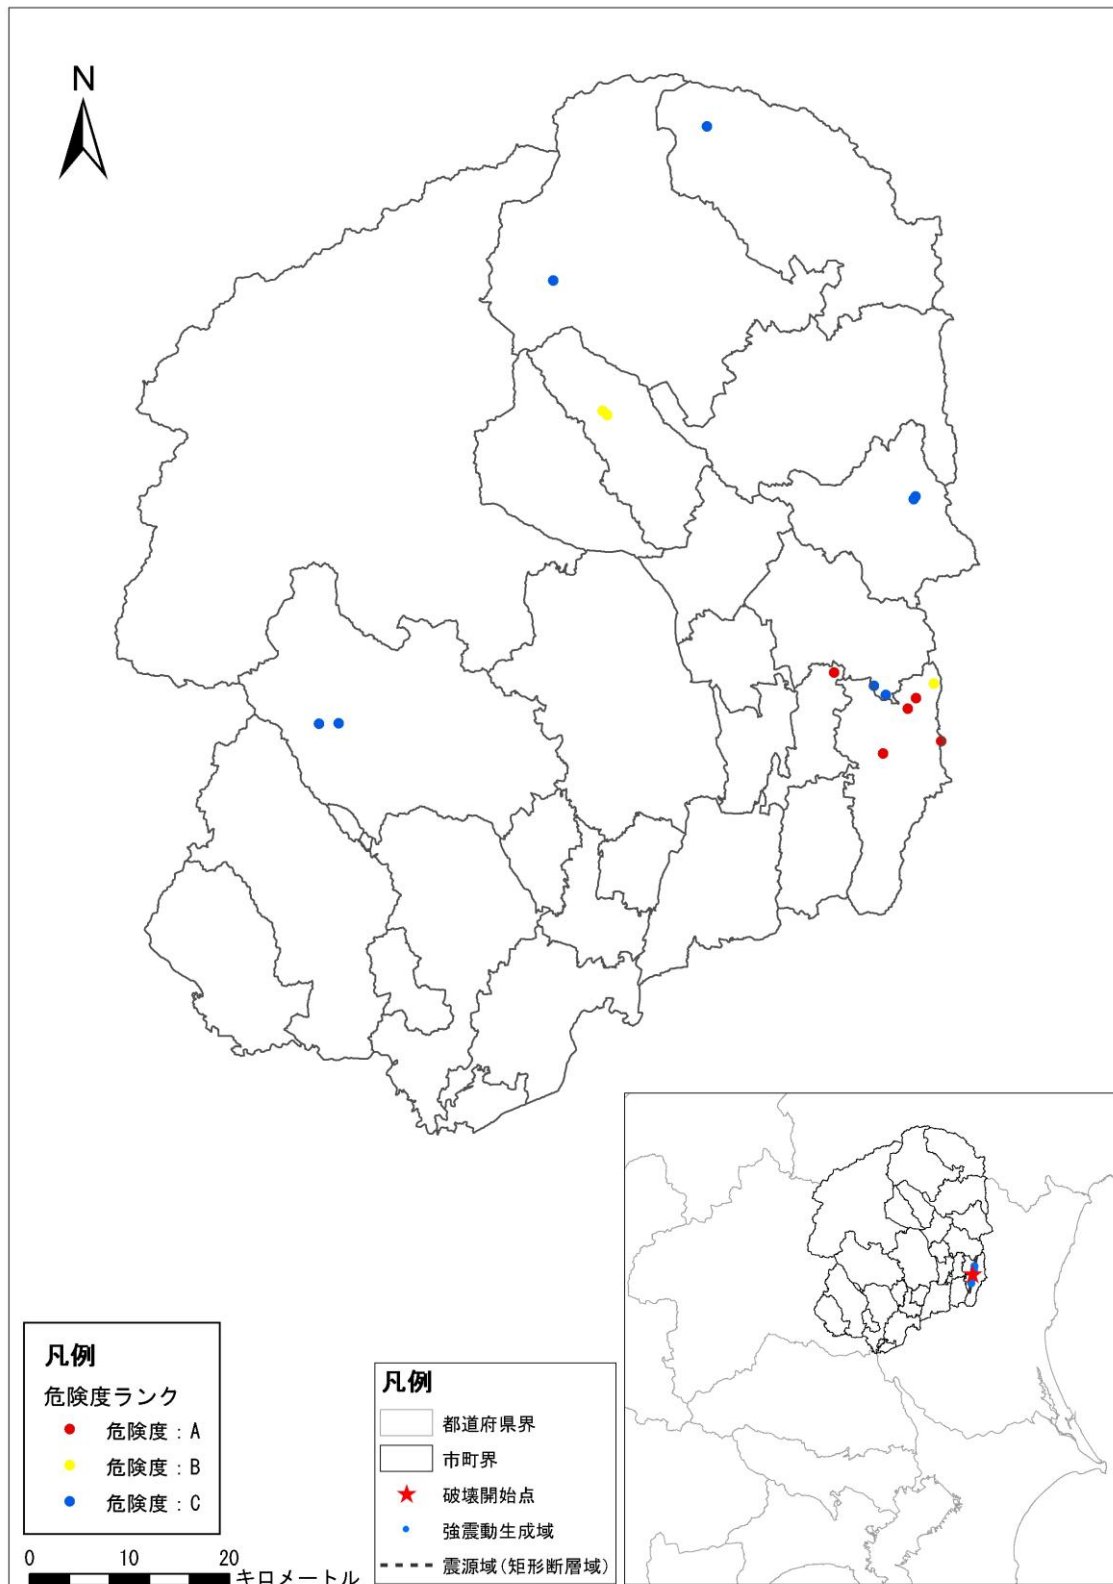 N
凡例
危険度ランク
危険度：A
危険度：B
危険度：C
0 10 20
キロメートル
凡例
都道府県界
市町界
破壊開始点
強震動生成域
震源域(矩形断層域)